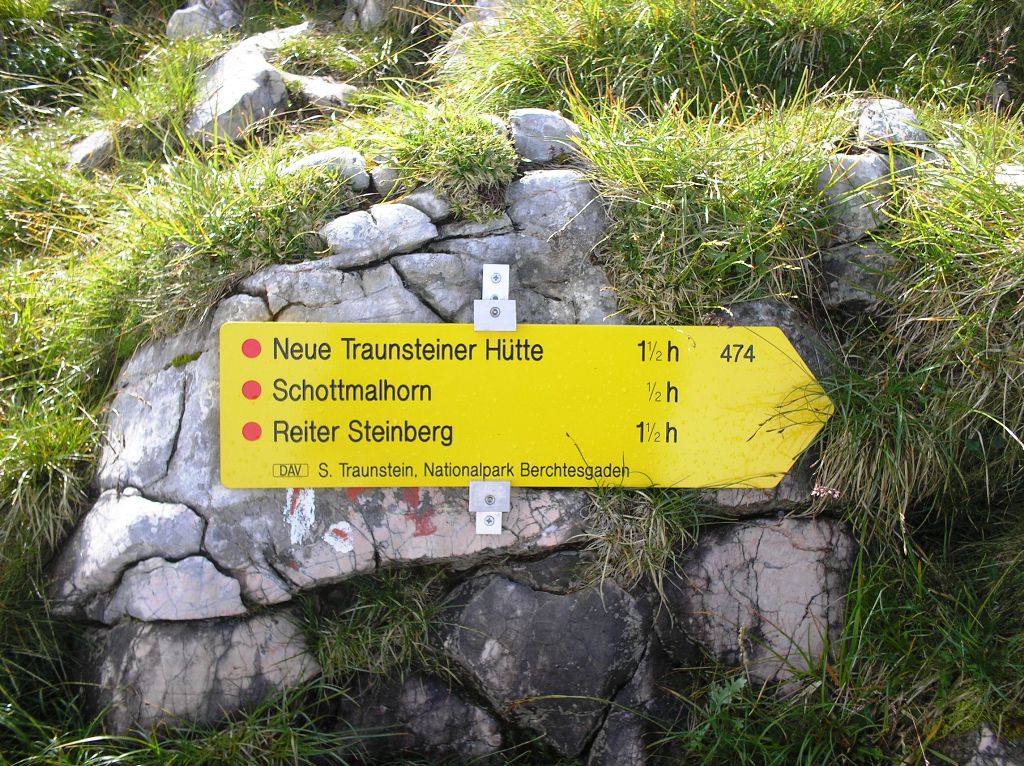 Neue Traunsteiner Hütte 1½ h 474
Schottmalhorn ½ h
Reiter Steinberg 1½ h
DAV S. Traunstein, Nationalpark Berchtesgaden